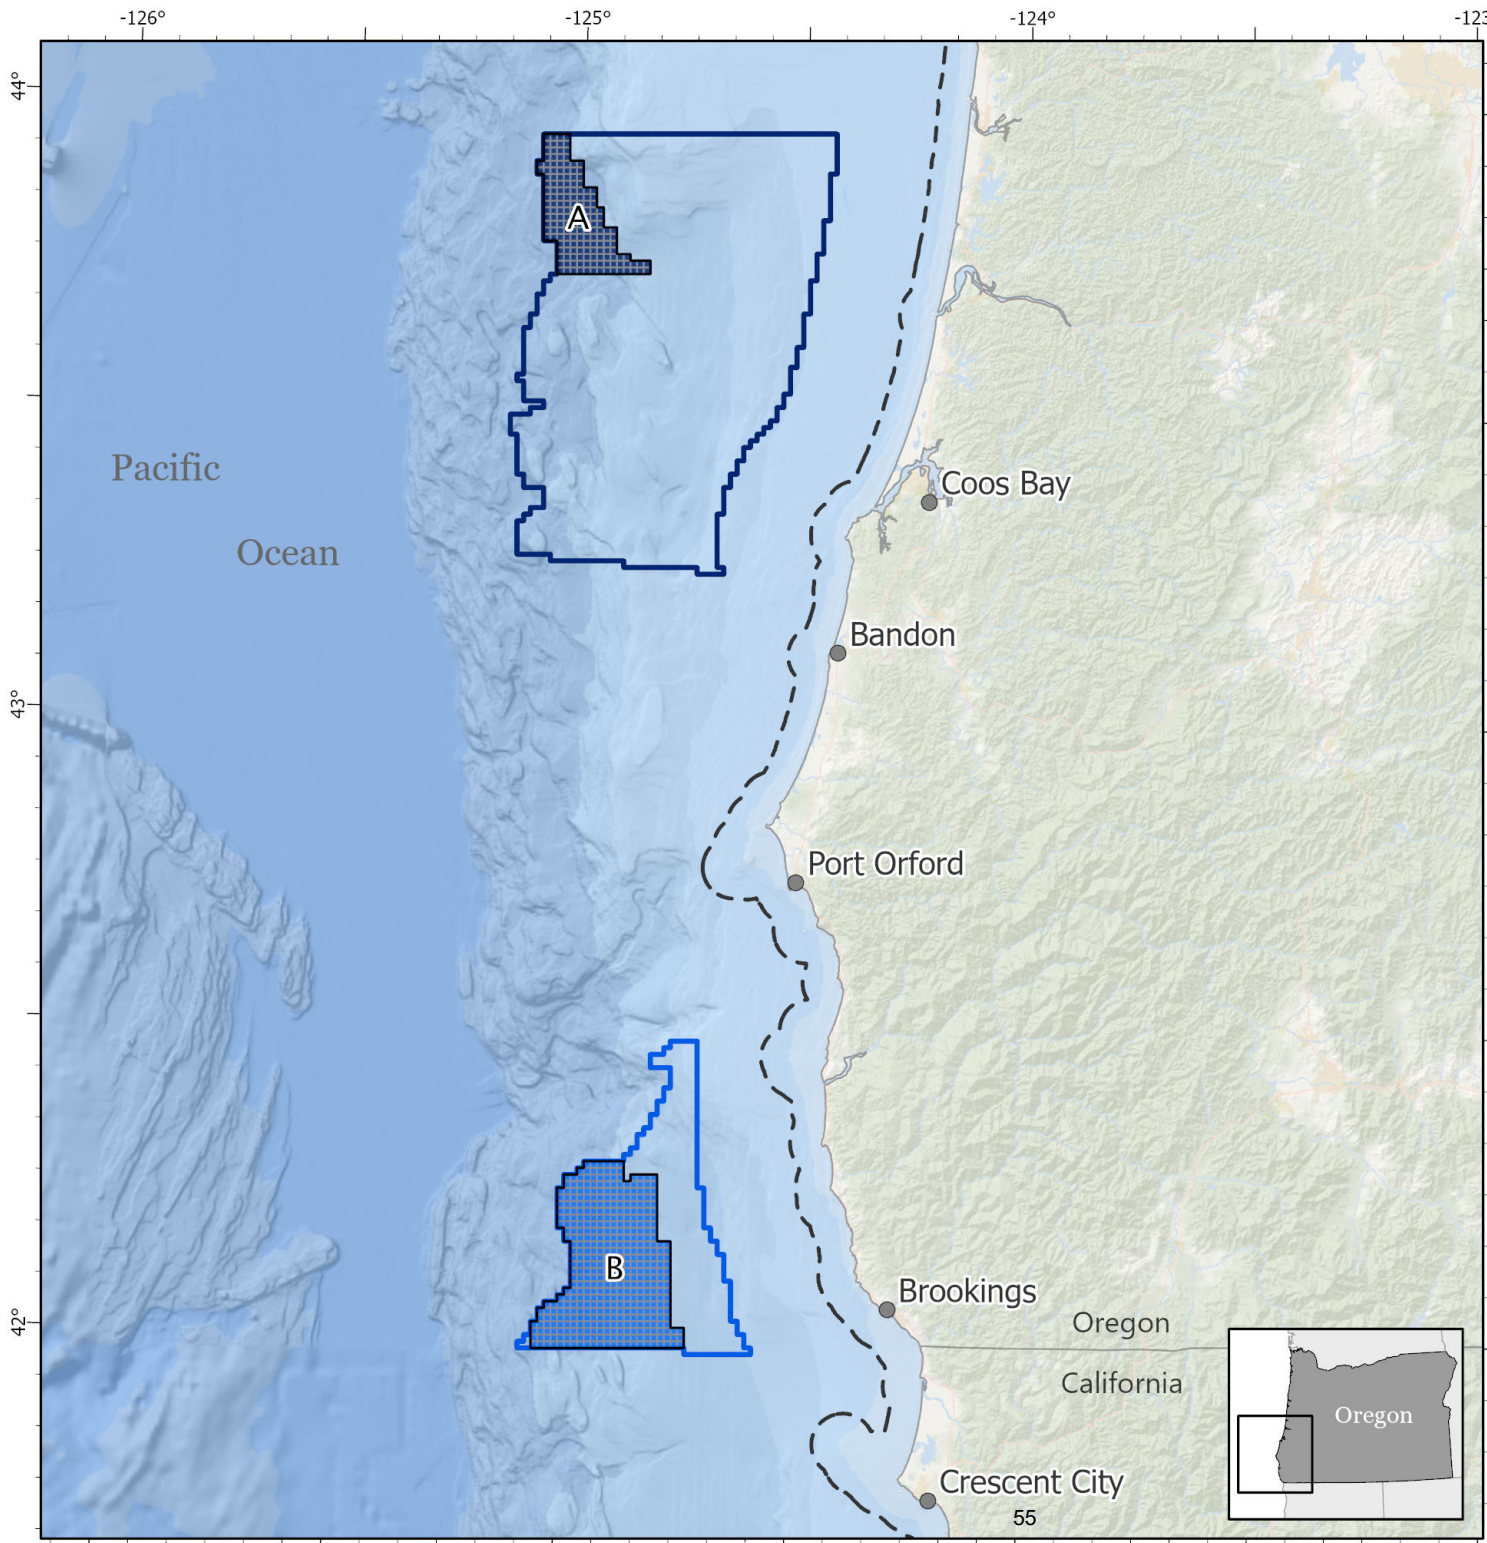 -126°
-125°
-124°
-123
44°
A
Pacific
Coos Bay
Ocean
Bandon
43°
Port Orford
B
Brookings
42°
Oregon
California
Oregon
Crescent City
55